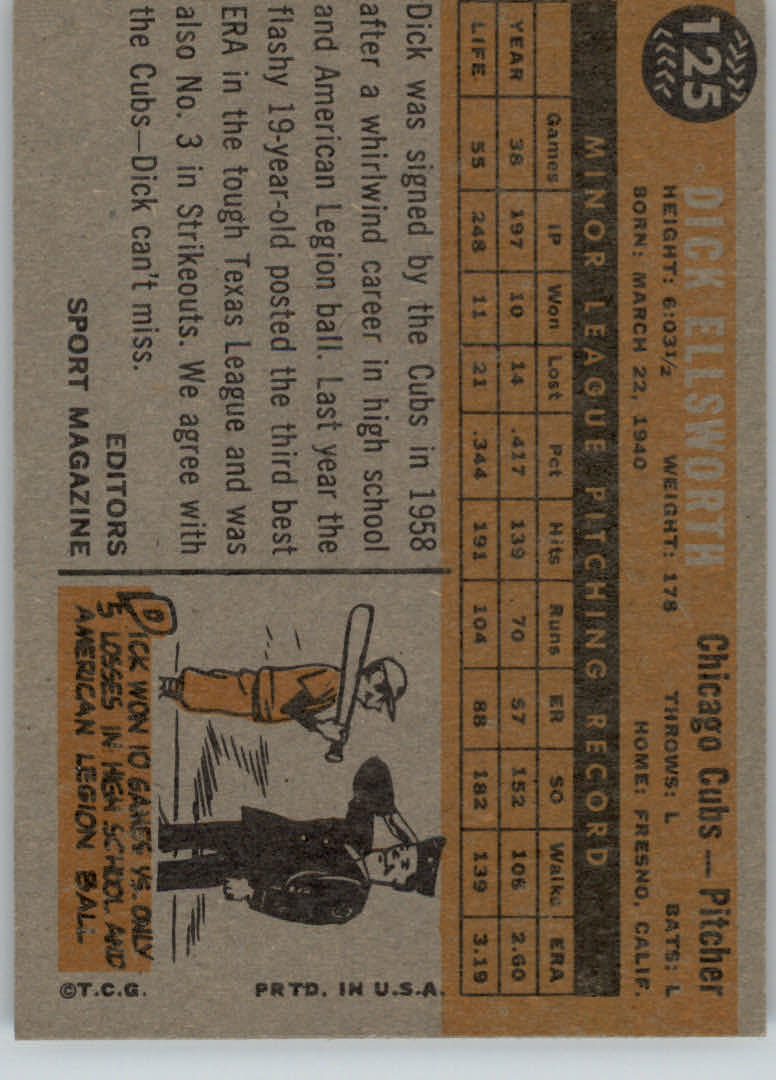 125
DICK ELLSWORTH Chicago Cubs — Pitcher
HEIGHT: 6:03½ WEIGHT: 178 THROWS: L BATS: L
BORN: MARCH 22, 1940 HOME: FRESNO, CALIF.
MINOR LEAGUE PITCHING RECORD
Games IP Won Lost Pct Hits Runs ER SO Walks ERA
YEAR 38 197 10 14 .417 139 70 57 152 106 2.60
LIFE 55 248 11 21 .344 191 104 88 182 139 3.19
Dick was signed by the Cubs in 1958
after a whirlwind career in high school
and American Legion ball. Last year the
flashy 19-year-old posted the third best
ERA in the tough Texas League and was
also No. 3 in Strikeouts. We agree with
the Cubs—Dick can't miss.
EDITORS
SPORT MAGAZINE
DICK WON 10 GAMES VS. ONLY
5 LOSSES IN HIGH SCHOOL AND
AMERICAN LEGION BALL
©T.C.G. PRTD. IN U.S.A.